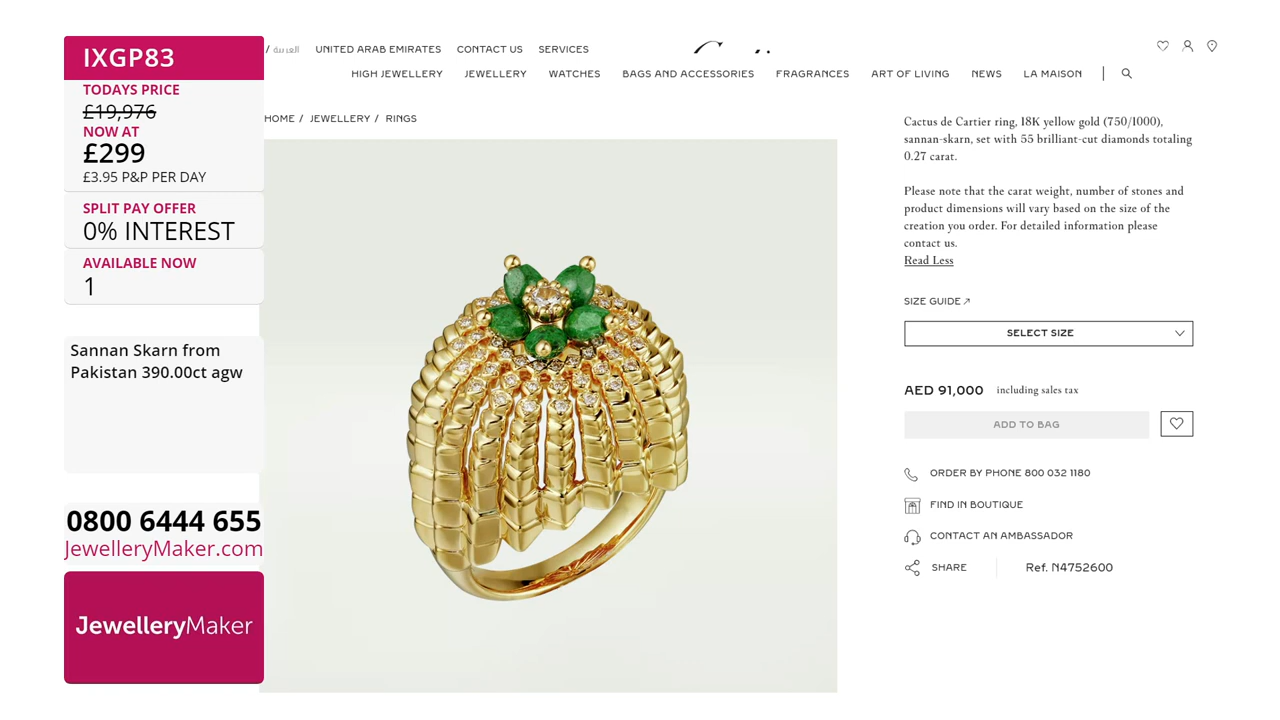 IXGP83
TODAYS PRICE
£19,976
NOW AT
£299
£3.95 P&P PER DAY
SPLIT PAY OFFER
0% INTEREST
AVAILABLE NOW
1
Sannan Skarn from
Pakistan 390.00ct agw
0800 6444 655
JewelleryMaker.com
JewelleryMaker
/ العربية UNITED ARAB EMIRATES CONTACT US SERVICES
HIGH JEWELLERY JEWELLERY WATCHES BAGS AND ACCESSORIES FRAGRANCES ART OF LIVING NEWS LA MAISON
HOME / JEWELLERY / RINGS
Cactus de Cartier ring, 18K yellow gold (750/1000),
sannan-skarn, set with 55 brilliant-cut diamonds totaling
0.27 carat.
Please note that the carat weight, number of stones and
product dimensions will vary based on the size of the
creation you order. For detailed information please
contact us.
Read Less
SIZE GUIDE
SELECT SIZE
AED 91,000 including sales tax
ADD TO BAG
ORDER BY PHONE 800 032 1180
FIND IN BOUTIQUE
CONTACT AN AMBASSADOR
SHARE Ref. N4752600